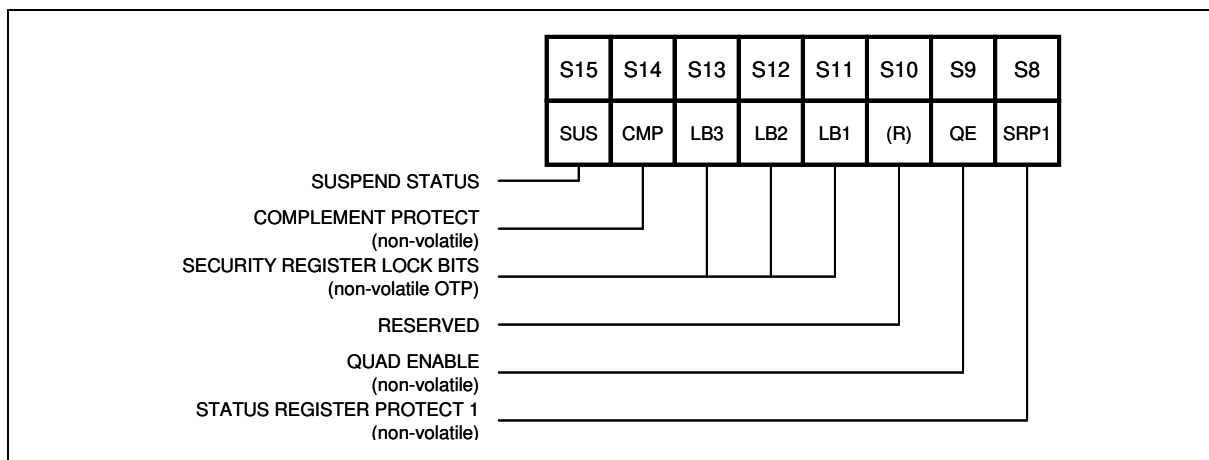 S15 S14 S13 S12 S11 S10 S9 S8
SUS CMP LB3 LB2 LB1 (R) QE SRP1
SUSPEND STATUS
COMPLEMENT PROTECT
(non-volatile)
SECURITY REGISTER LOCK BITS
(non-volatile OTP)
RESERVED
QUAD ENABLE
(non-volatile)
STATUS REGISTER PROTECT 1
(non-volatile)